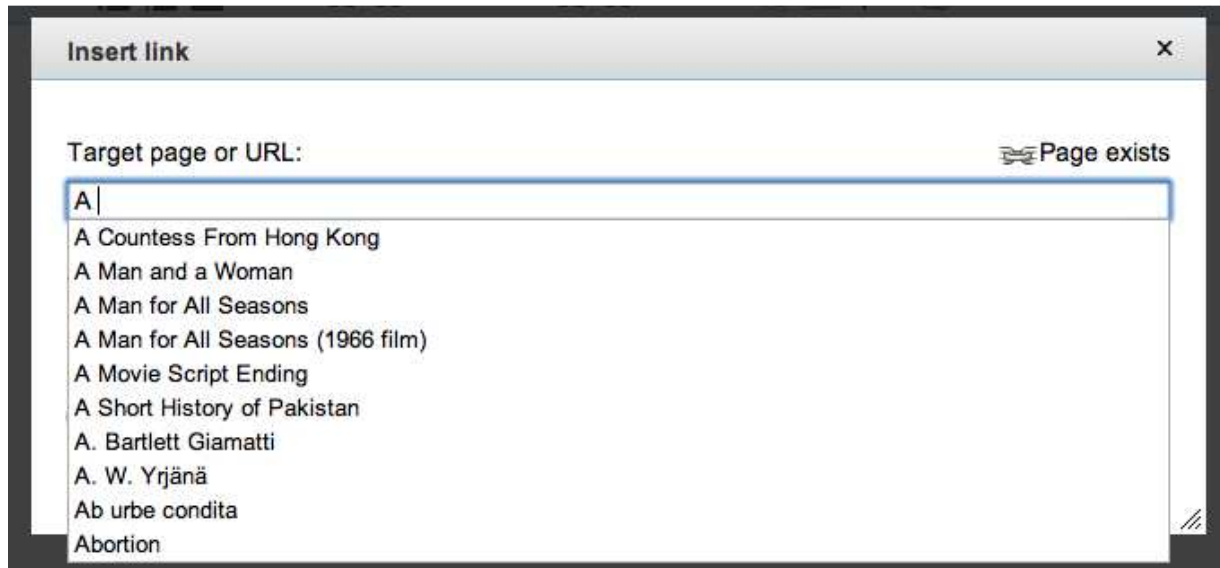 Insert link ×
Target page or URL: Page exists
A
A Countess From Hong Kong
A Man and a Woman
A Man for All Seasons
A Man for All Seasons (1966 film)
A Movie Script Ending
A Short History of Pakistan
A. Bartlett Giamatti
A. W. Yrjänä
Ab urbe condita
Abortion